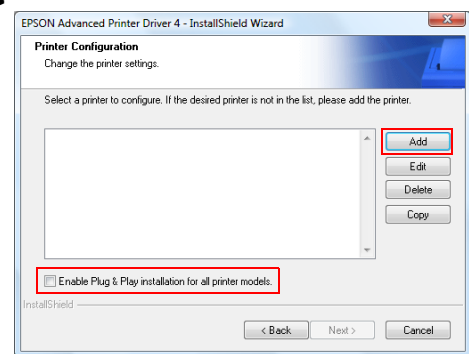 EPSON Advanced Printer Driver 4 - InstallShield Wizard
Printer Configuration
Change the printer settings.
Select a printer to configure. If the desired printer is not in the list, please add the printer.
Add
Edit
Delete
Copy
Enable Plug & Play installation for all printer models.
InstallShield
< Back Next > Cancel